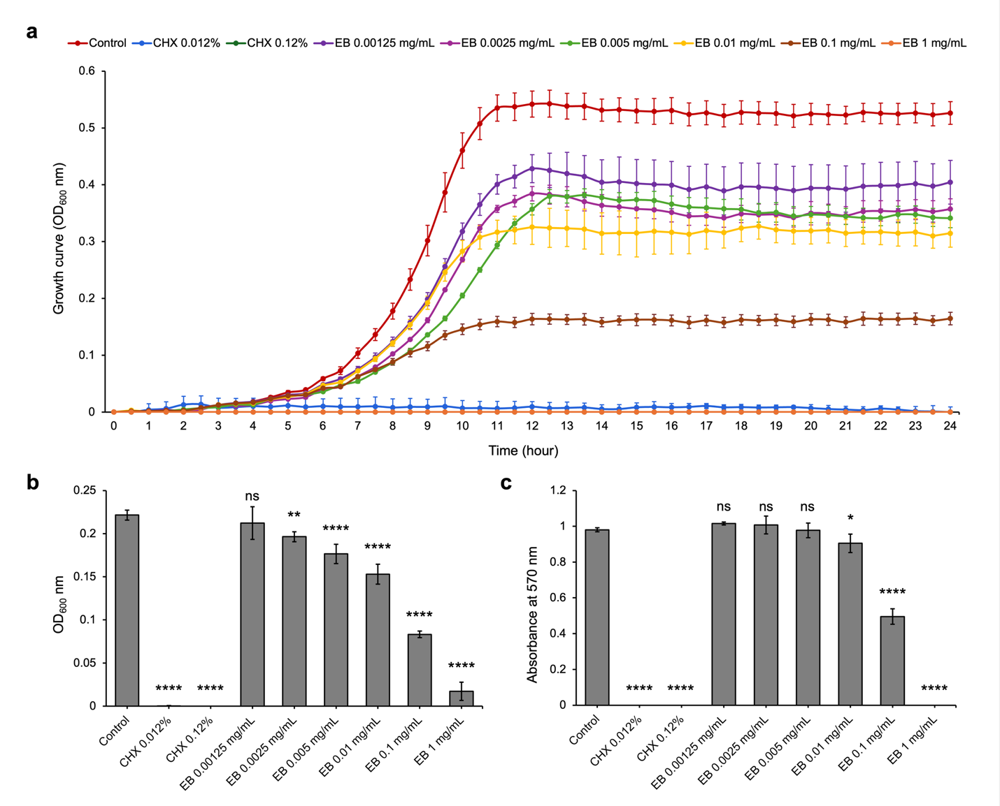 a
Control CHX 0.012% CHX 0.12% EB 0.00125 mg/mL EB 0.0025 mg/mL EB 0.005 mg/mL EB 0.01 mg/mL EB 0.1 mg/mL EB 1 mg/mL
Growth curve (OD600 nm)
0.6
0.5
0.4
0.3
0.2
0.1
0
0 1 2 3 4 5 6 7 8 9 10 11 12 13 14 15 16 17 18 19 20 21 22 23 24
Time (hour)
b
OD600 nm
0.25
0.2
0.15
0.1
0.05
0
**** **** ns ** **** **** **** ****
Control
CHX 0.012%
CHX 0.12%
EB 0.00125 mg/mL
EB 0.0025 mg/mL
EB 0.005 mg/mL
EB 0.01 mg/mL
EB 0.1 mg/mL
EB 1 mg/mL
c
Absorbance at 570 nm
1.2
1
0.8
0.6
0.4
0.2
0
**** **** ns ns ns * **** ****
Control
CHX 0.012%
CHX 0.12%
EB 0.00125 mg/mL
EB 0.0025 mg/mL
EB 0.005 mg/mL
EB 0.01 mg/mL
EB 0.1 mg/mL
EB 1 mg/mL